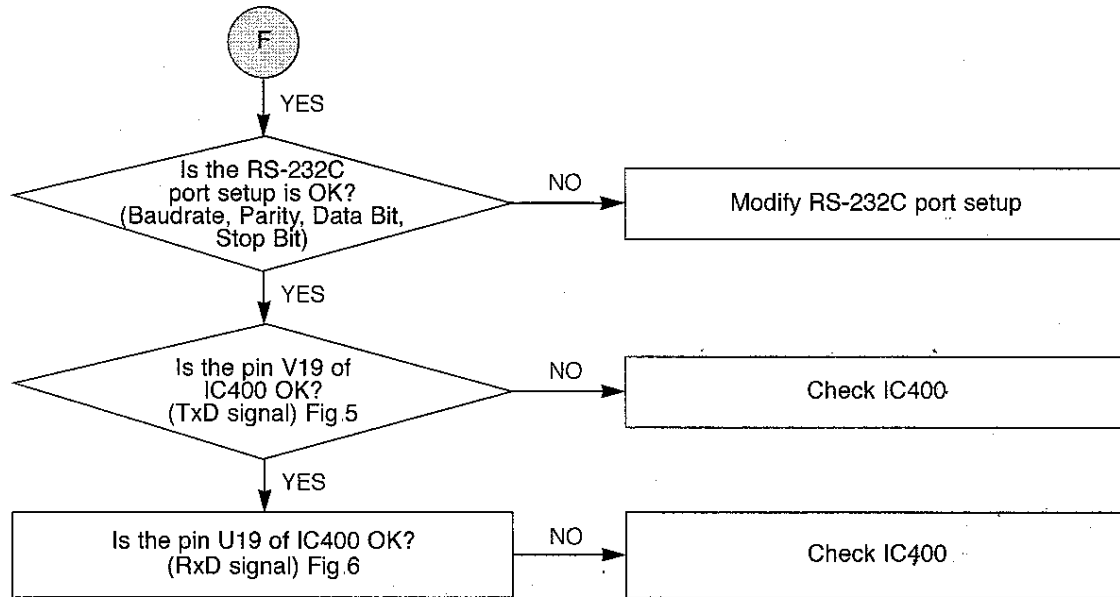 F
YES
Is the RS-232C
port setup is OK?
(Baudrate, Parity, Data Bit,
Stop Bit)
NO
Modify RS-232C port setup
YES
Is the pin V19 of
IC400 OK?
(TxD signal) Fig.5
NO
Check IC400
YES
Is the pin U19 of IC400 OK?
(RxD signal) Fig.6
NO
Check IC400